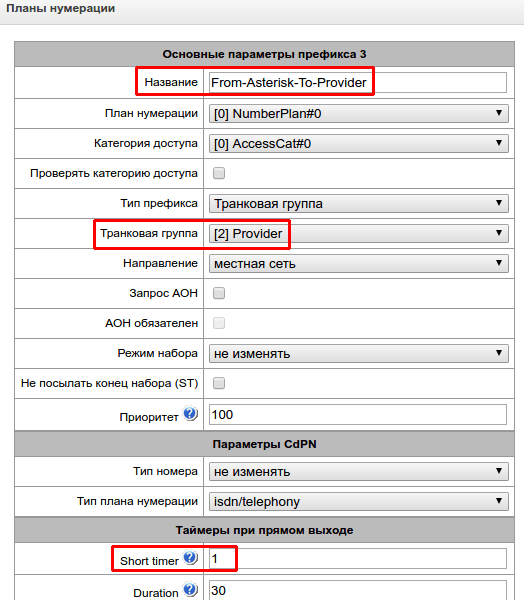 Планы нумерации
Основные параметры префикса 3
Название From-Asterisk-To-Provider
План нумерации [0] NumberPlan#0
Категория доступа [0] AccessCat#0
Проверять категорию доступа
Тип префикса Транковая группа
Транковая группа [2] Provider
Направление местная сеть
Запрос АОН
АОН обязателен
Режим набора не изменять
Не посылать конец набора (ST)
Приоритет ? 100
Параметры CdPN
Тип номера не изменять
Тип плана нумерации isdn/telephony
Таймеры при прямом выходе
Short timer ? 1
Duration ? 30